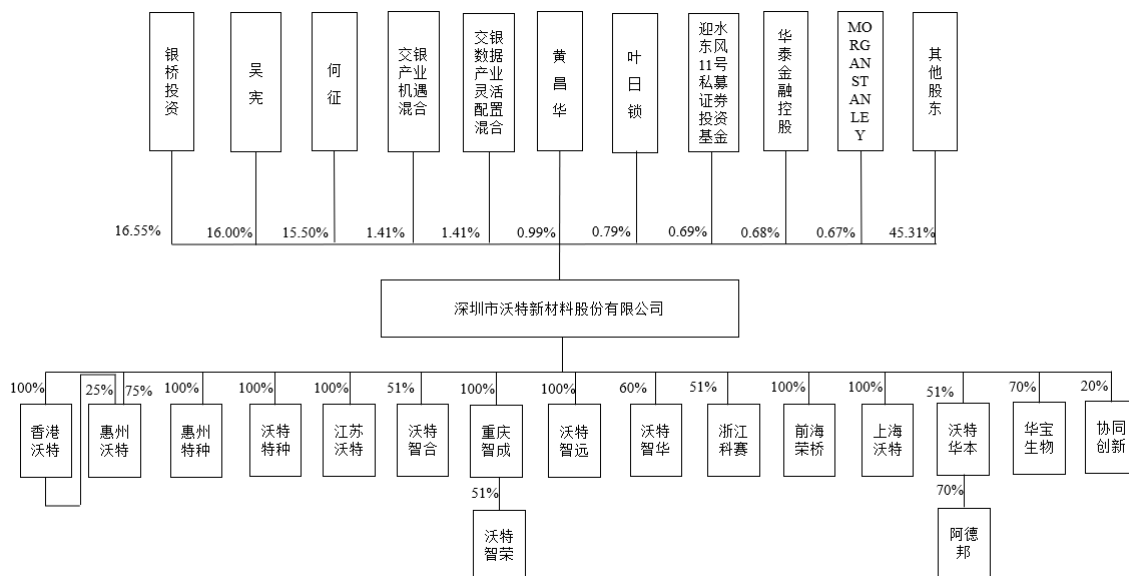 银桥投资
吴宪
何征
交银
产业
机遇
混合
交银
数据
产业
灵活
配置
混合
黄昌华
叶日锁
迎水
东风
11号
私募
证券
投资
基金
华泰金融控股
MO
RG
AN
ST
AN
LE
Y
其他股东
16.55%
16.00%
15.50%
1.41%
1.41%
0.99%
0.79%
0.69%
0.68%
0.67%
45.31%
深圳市沃特新材料股份有限公司
100%
25%
75%
100%
100%
100%
51%
100%
100%
60%
51%
100%
100%
51%
70%
20%
香港
沃特
惠州
沃特
惠州
特种
沃特
特种
江苏
沃特
沃特
智合
重庆
智成
沃特
智远
沃特
智华
浙江
科赛
前海
荣桥
上海
沃特
沃特
华本
华宝
生物
协同
创新
51%
70%
沃特
智荣
阿德
邦